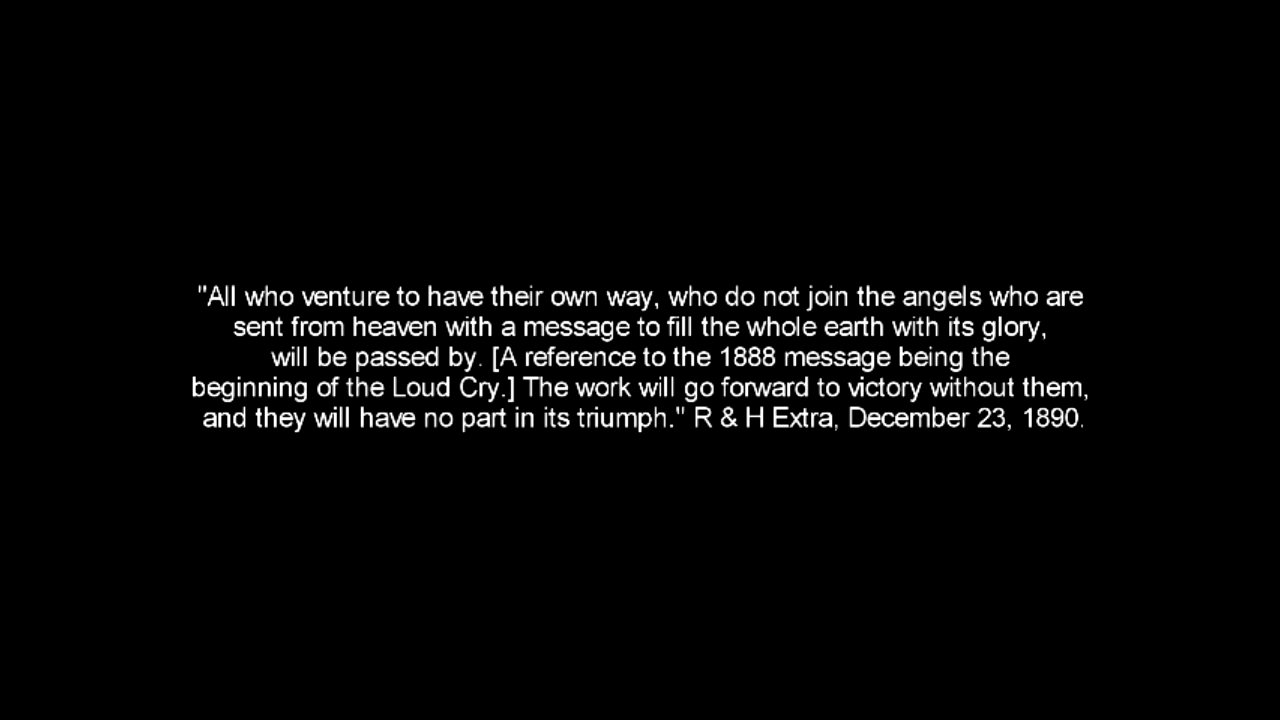 "All who venture to have their own way, who do not join the angels who are
sent from heaven with a message to fill the whole earth with its glory,
will be passed by. [A reference to the 1888 message being the
beginning of the Loud Cry.] The work will go forward to victory without them,
and they will have no part in its triumph." R & H Extra, December 23, 1890.